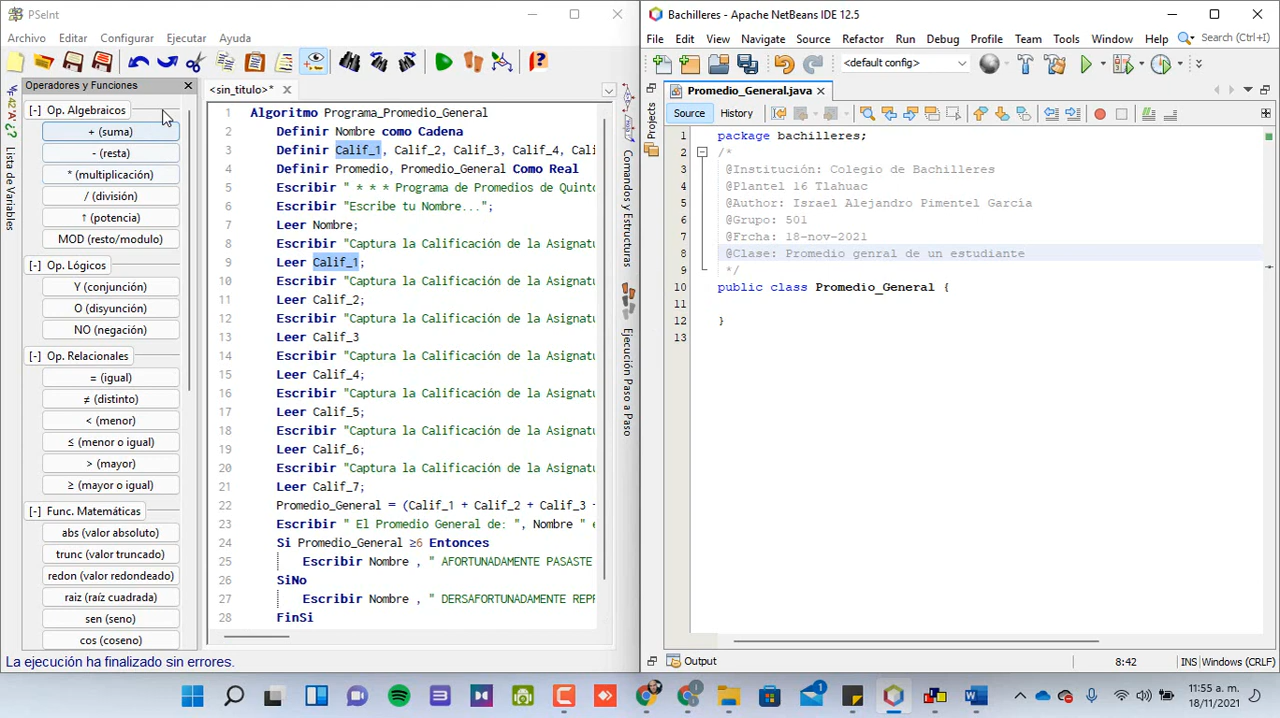 PSeInt
Archivo Editar Configurar Ejecutar Ayuda
Operadores y Funciones
[-] Op. Algebraicos
+ (suma)
- (resta)
* (multiplicación)
/ (división)
↑ (potencia)
MOD (resto/modulo)
[-] Op. Lógicos
Y (conjunción)
O (disyunción)
NO (negación)
[-] Op. Relacionales
= (igual)
≠ (distinto)
< (menor)
≤ (menor o igual)
> (mayor)
≥ (mayor o igual)
[-] Func. Matemáticas
abs (valor absoluto)
trunc (valor truncado)
redon (valor redondeado)
raiz (raíz cuadrada)
sen (seno)
cos (coseno)
Lista de Variables
<sin_titulo>*
1 Algoritmo Programa_Promedio_General
2 Definir Nombre como Cadena
3 Definir Calif_1, Calif_2, Calif_3, Calif_4, Cali
4 Definir Promedio, Promedio_General Como Real
5 Escribir " * * * Programa de Promedios de Quinto
6 Escribir "Escribe tu Nombre...";
7 Leer Nombre;
8 Escribir "Captura la Calificación de la Asignatu
9 Leer Calif_1;
10 Escribir "Captura la Calificación de la Asignatu
11 Leer Calif_2;
12 Escribir "Captura la Calificación de la Asignatu
13 Leer Calif_3
14 Escribir "Captura la Calificación de la Asignatu
15 Leer Calif_4;
16 Escribir "Captura la Calificación de la Asignatu
17 Leer Calif_5;
18 Escribir "Captura la Calificación de la Asignatu
19 Leer Calif_6;
20 Escribir "Captura la Calificación de la Asignatu
21 Leer Calif_7;
22 Promedio_General = (Calif_1 + Calif_2 + Calif_3 +
23 Escribir " El Promedio General de: ", Nombre " e
24 Si Promedio_General ≥6 Entonces
25 Escribir Nombre , " AFORTUNADAMENTE PASASTE
26 SiNo
27 Escribir Nombre , " DERSAFORTUNADAMENTE REPR
28 FinSi
Comandos y Estructuras
Ejecución Paso a Paso
La ejecución ha finalizado sin errores.
Bachilleres - Apache NetBeans IDE 12.5
File Edit View Navigate Source Refactor Run Debug Profile Team Tools Window Help Search (Ctrl+I)
<default config>
Projects
Promedio_General.java
Source History
1 package bachilleres;
2 /*
3 @Institución: Colegio de Bachilleres
4 @Plantel 16 Tlahuac
5 @Author: Israel Alejandro Pimentel García
6 @Grupo: 501
7 @Frcha: 18-nov-2021
8 @Clase: Promedio genral de un estudiante
9 */
10 public class Promedio_General {
11
12 }
13
Output
8:42 INS Windows (CRLF)
11:55 a. m.
18/11/2021